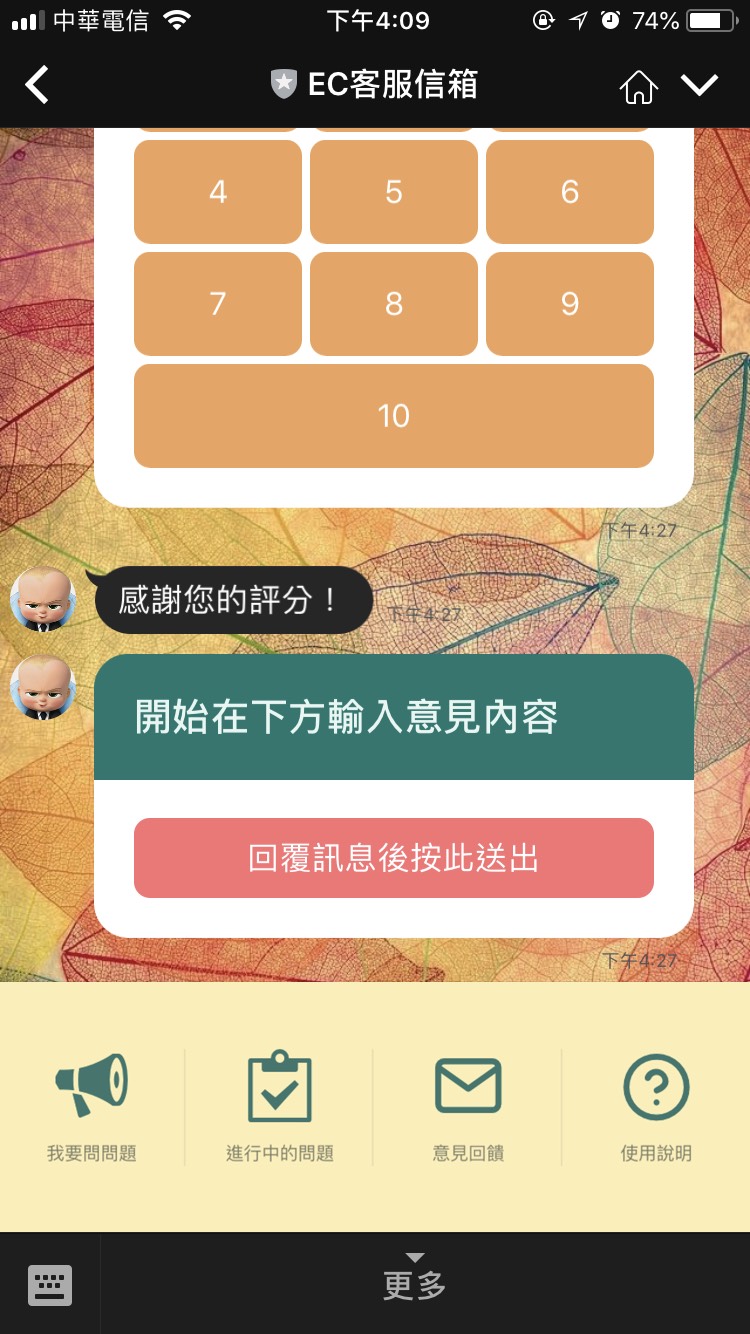 中華電信 下午4:09 74%
EC客服信箱
4 5 6
7 8 9
10
下午4:27
感謝您的評分！
下午4:27
開始在下方輸入意見內容
回覆訊息後按此送出
下午4:27
我要問問題 進行中的問題 意見回饋 使用說明
更多